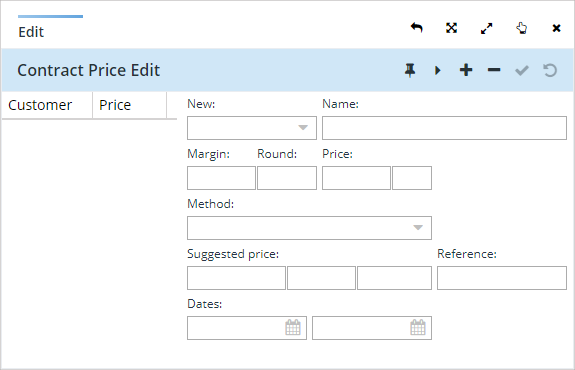 Edit
Contract Price Edit
Customer Price
New: Name:
Margin: Round: Price:
Method:
Suggested price: Reference:
Dates: